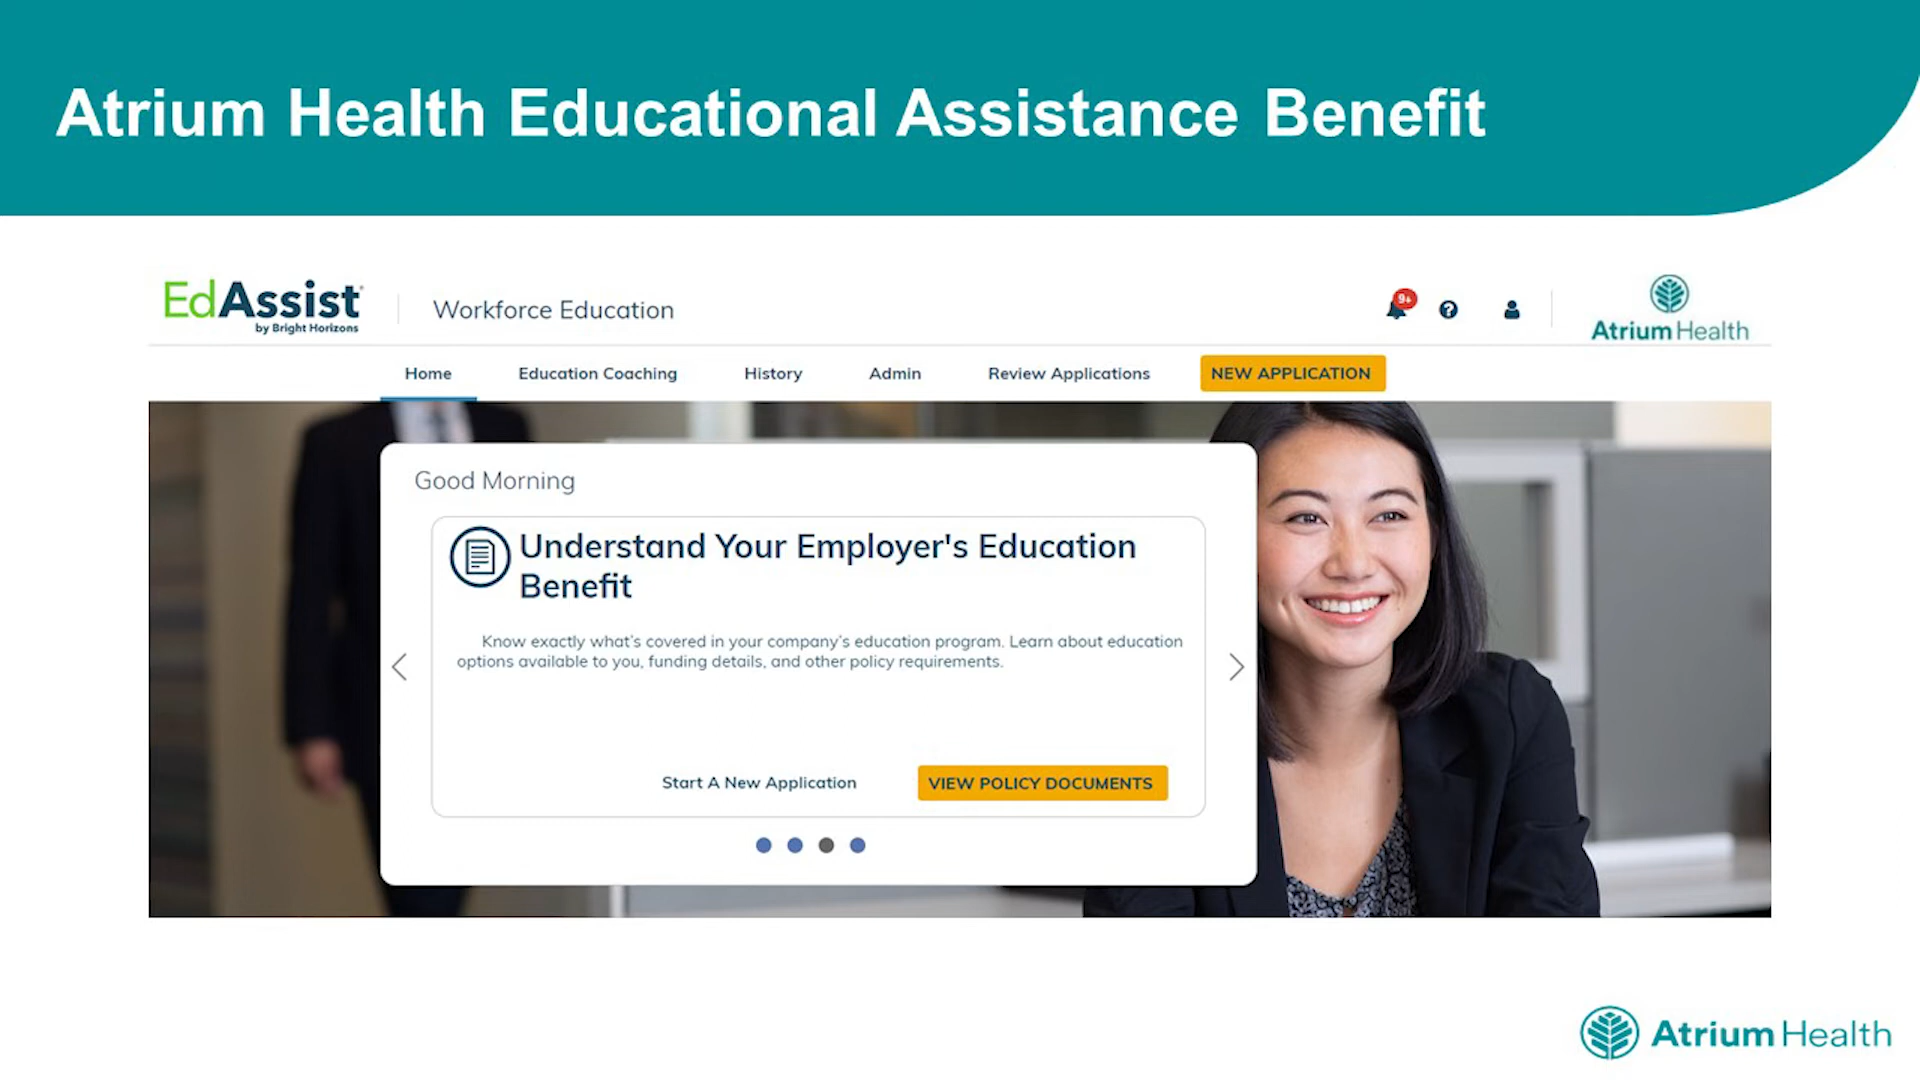 Atrium Health Educational Assistance Benefit
EdAssist
by Bright Horizons
Workforce Education
9+
?
Atrium Health
Home
Education Coaching
History
Admin
Review Applications
NEW APPLICATION
Good Morning
Understand Your Employer's Education
Benefit
Know exactly what's covered in your company's education program. Learn about education
options available to you, funding details, and other policy requirements.
Start A New Application
VIEW POLICY DOCUMENTS
Atrium Health